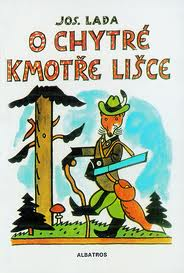 JOS. LADA
O CHYTRÉ
KMOTŘE LIŠCE
ALBATROS